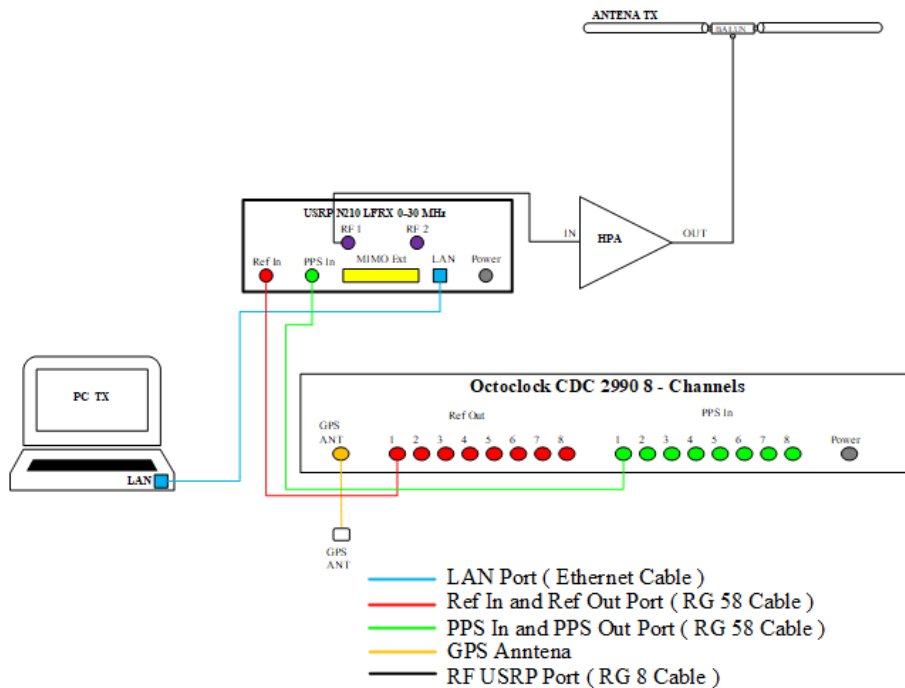 ANTENA TX
BALUN
USRP N210 LFRX 0-30 MHz
RF 1
RF 2
Ref In
PPS In
MIMO Ext
LAN
Power
IN
HPA
OUT
PC TX
LAN
Octoclock CDC 2990 8 - Channels
Ref Out
PPS In
GPS
ANT
1 2 3 4 5 6 7 8
1 2 3 4 5 6 7 8
Power
GPS
ANT
LAN Port ( Ethernet Cable )
Ref In and Ref Out Port ( RG 58 Cable )
PPS In and PPS Out Port ( RG 58 Cable )
GPS Anntena
RF USRP Port ( RG 8 Cable )